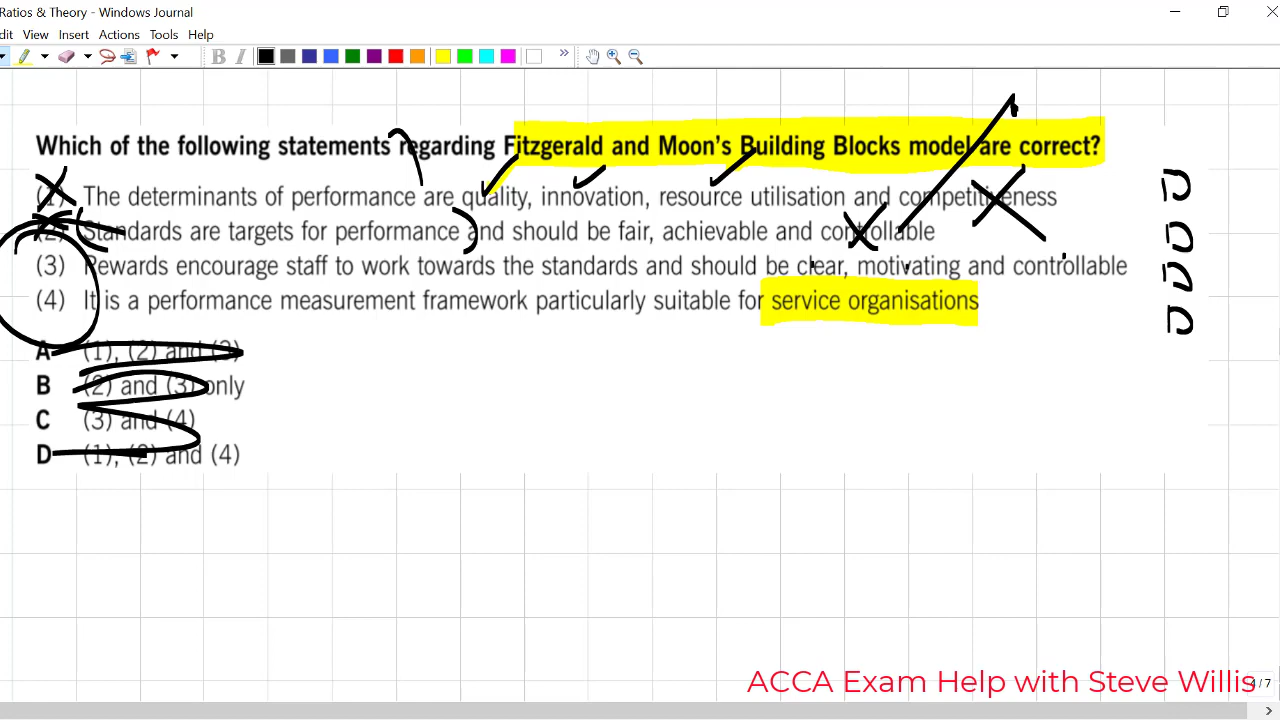 Ratios & Theory - Windows Journal
dit View Insert Actions Tools Help
B I
Which of the following statements regarding Fitzgerald and Moon's Building Blocks model are correct?
(1) The determinants of performance are quality, innovation, resource utilisation and competitiveness
(2) Standards are targets for performance and should be fair, achievable and controllable
(3) Rewards encourage staff to work towards the standards and should be clear, motivating and controllable
(4) It is a performance measurement framework particularly suitable for service organisations
A (1), (2) and (3)
B (2) and (3) only
C (3) and (4)
D (1), (2) and (4)
ACCA Exam Help with Steve Willis
4 / 7